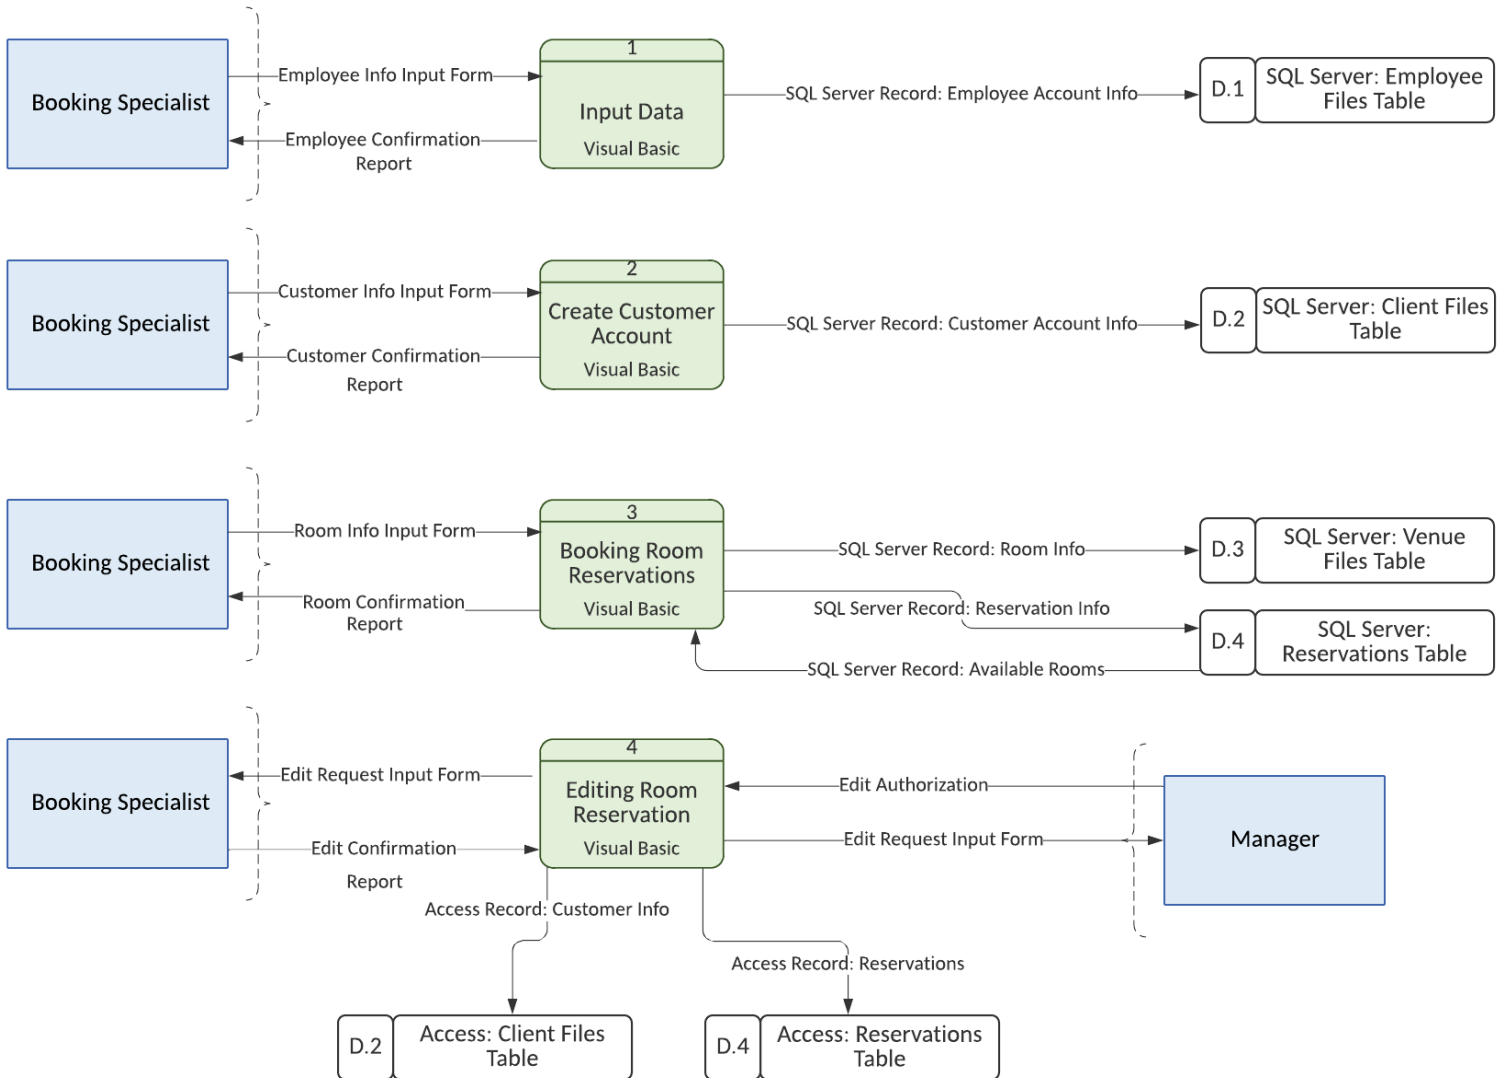 1
Booking Specialist
Employee Info Input Form
Employee Confirmation
Report
Input Data
Visual Basic
SQL Server Record: Employee Account Info
D.1
SQL Server: Employee
Files Table
2
Booking Specialist
Customer Info Input Form
Customer Confirmation
Report
Create Customer
Account
Visual Basic
SQL Server Record: Customer Account Info
D.2
SQL Server: Client Files
Table
3
Booking Specialist
Room Info Input Form
Room Confirmation
Report
Booking Room
Reservations
Visual Basic
SQL Server Record: Room Info
D.3
SQL Server: Venue
Files Table
SQL Server Record: Reservation Info
D.4
SQL Server:
Reservations Table
SQL Server Record: Available Rooms
4
Booking Specialist
Edit Request Input Form
Edit Confirmation
Report
Editing Room
Reservation
Visual Basic
Edit Authorization
Edit Request Input Form
Manager
Access Record: Customer Info
Access Record: Reservations
D.2
Access: Client Files
Table
D.4
Access: Reservations
Table